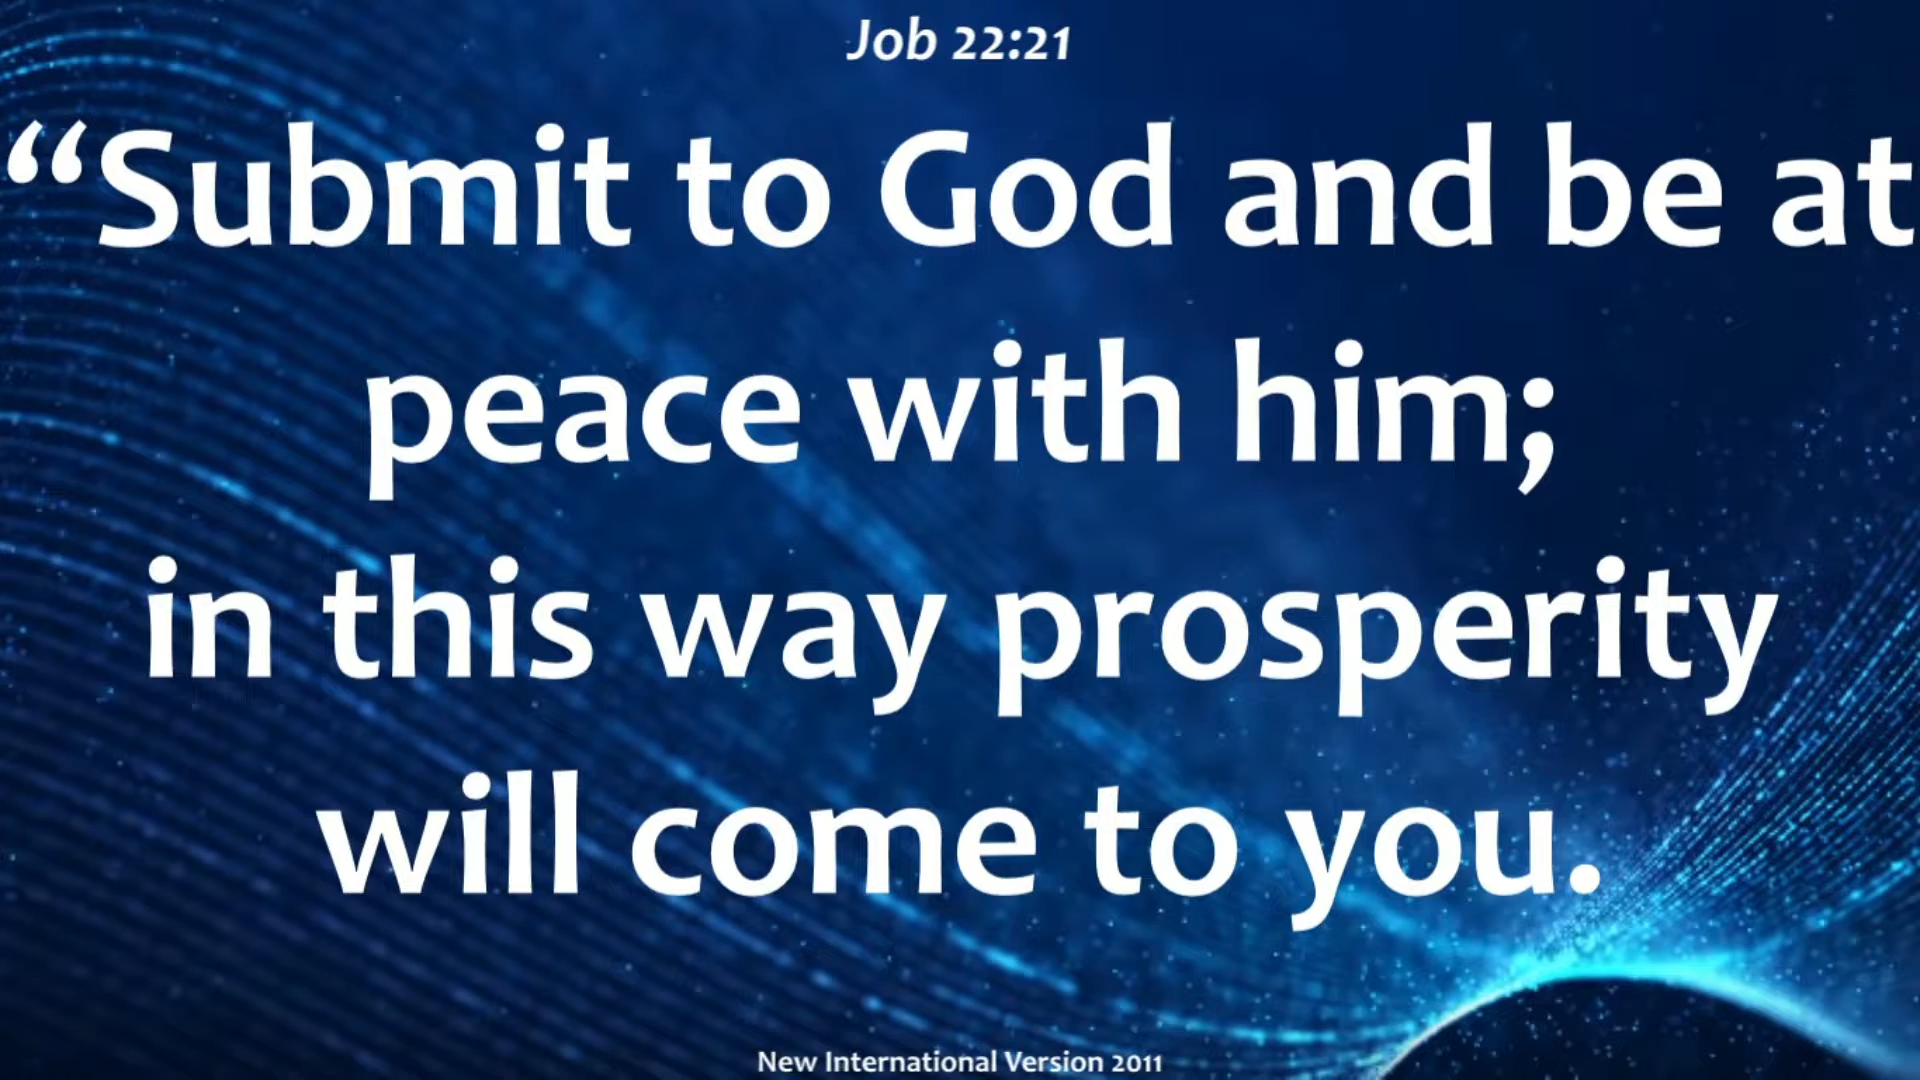 Job 22:21
“Submit to God and be at
peace with him;
in this way prosperity
will come to you.
New International Version 2011